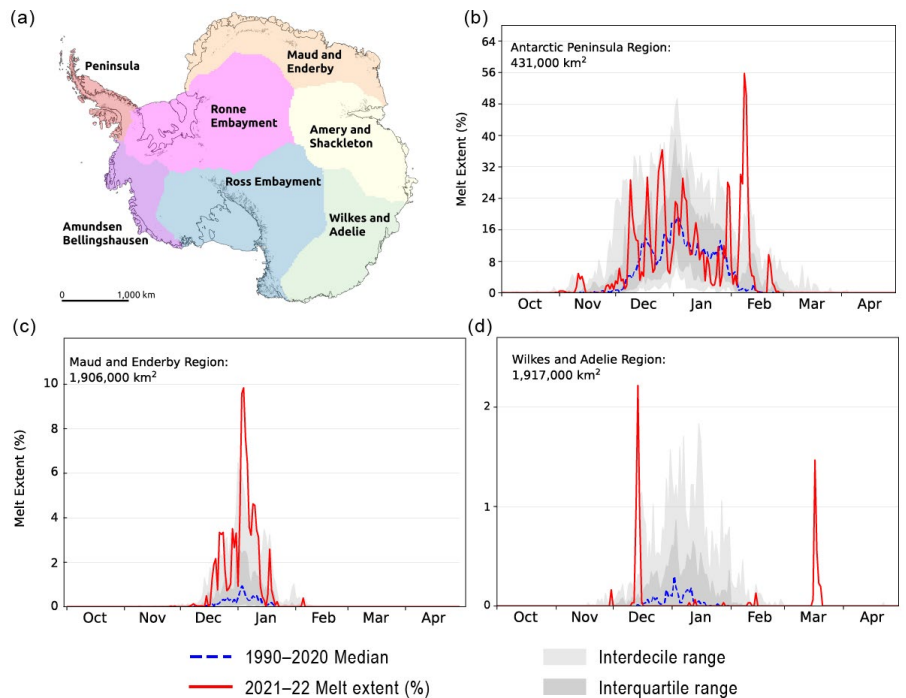 (a)
Peninsula
Maud and
Enderby
Ronne
Embayment
Amery and
Shackleton
Ross Embayment
Wilkes and
Adelie
Amundsen
Bellingshausen
0 1,000 km
(b)
Antarctic Peninsula Region:
431,000 km²
Melt Extent (%)
64
56
48
40
32
24
16
8
0
Oct Nov Dec Jan Feb Mar Apr
(c)
Maud and Enderby Region:
1,906,000 km²
Melt Extent (%)
10
8
6
4
2
0
Oct Nov Dec Jan Feb Mar Apr
(d)
Wilkes and Adelie Region:
1,917,000 km²
2
1
0
Oct Nov Dec Jan Feb Mar Apr
1990–2020 Median
2021–22 Melt extent (%)
Interdecile range
Interquartile range